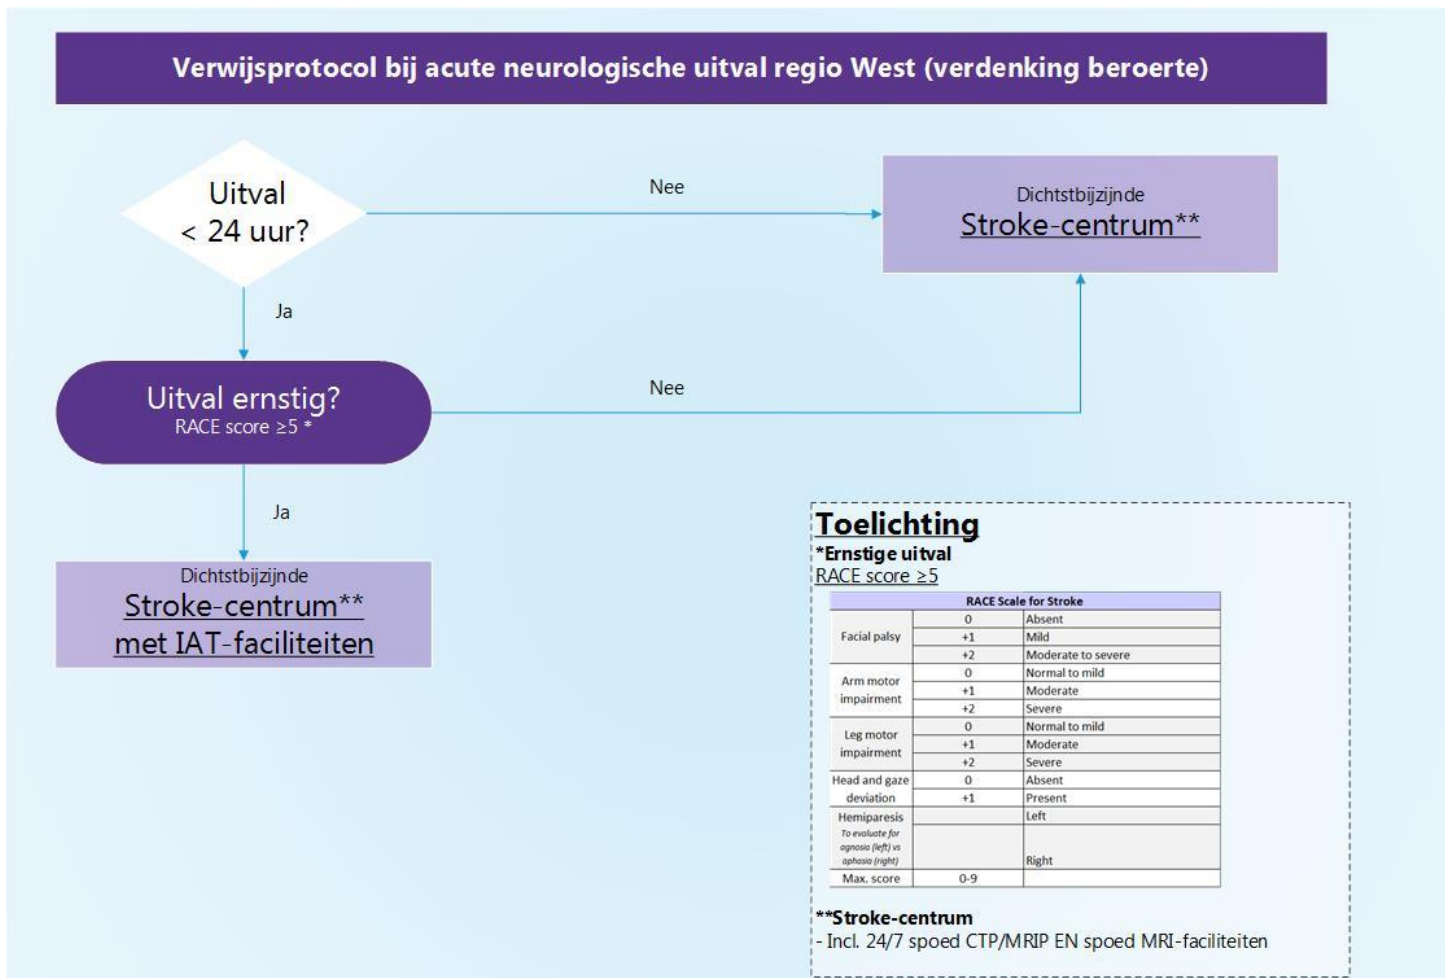 Verwijsprotocol bij acute neurologische uitval regio West (verdenking beroerte)
Uitval
< 24 uur?
Nee
Dichtstbijzijnde
Stroke-centrum**
Ja
Uitval ernstig?
RACE score ≥5 *
Nee
Ja
Dichtstbijzijnde
Stroke-centrum**
met IAT-faciliteiten
Toelichting
*Ernstige uitval
RACE score ≥5
RACE Scale for Stroke
Facial palsy
0 Absent
+1 Mild
+2 Moderate to severe
Arm motor
impairment
0 Normal to mild
+1 Moderate
+2 Severe
Leg motor
impairment
0 Normal to mild
+1 Moderate
+2 Severe
Head and gaze
deviation
0 Absent
+1 Present
Hemiparesis
To evaluate for
agnosia (left) vs
aphasia (right)
Left
Right
Max. score 0-9
**Stroke-centrum
- Incl. 24/7 spoed CTP/MRIP EN spoed MRI-faciliteiten